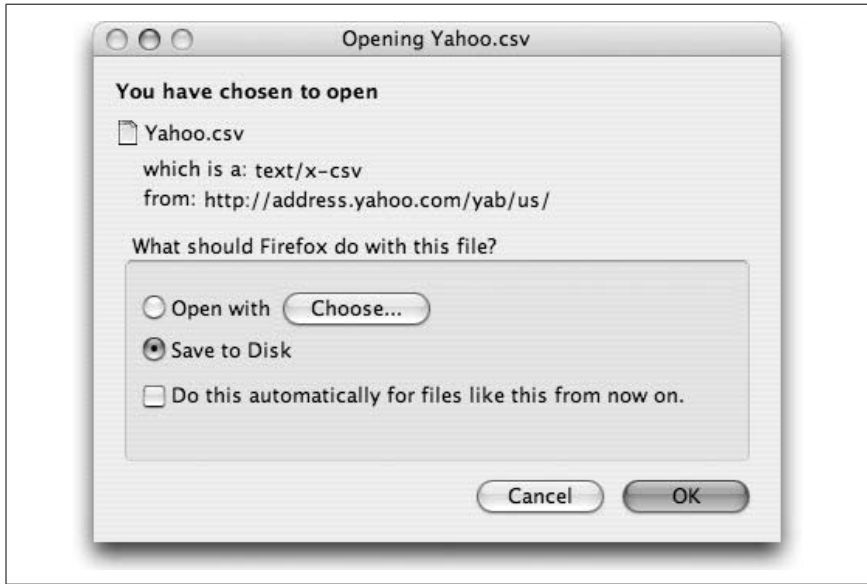 Opening Yahoo.csv
You have chosen to open
Yahoo.csv
which is a: text/x-csv
from: http://address.yahoo.com/yab/us/
What should Firefox do with this file?
Open with Choose...
Save to Disk
Do this automatically for files like this from now on.
Cancel OK